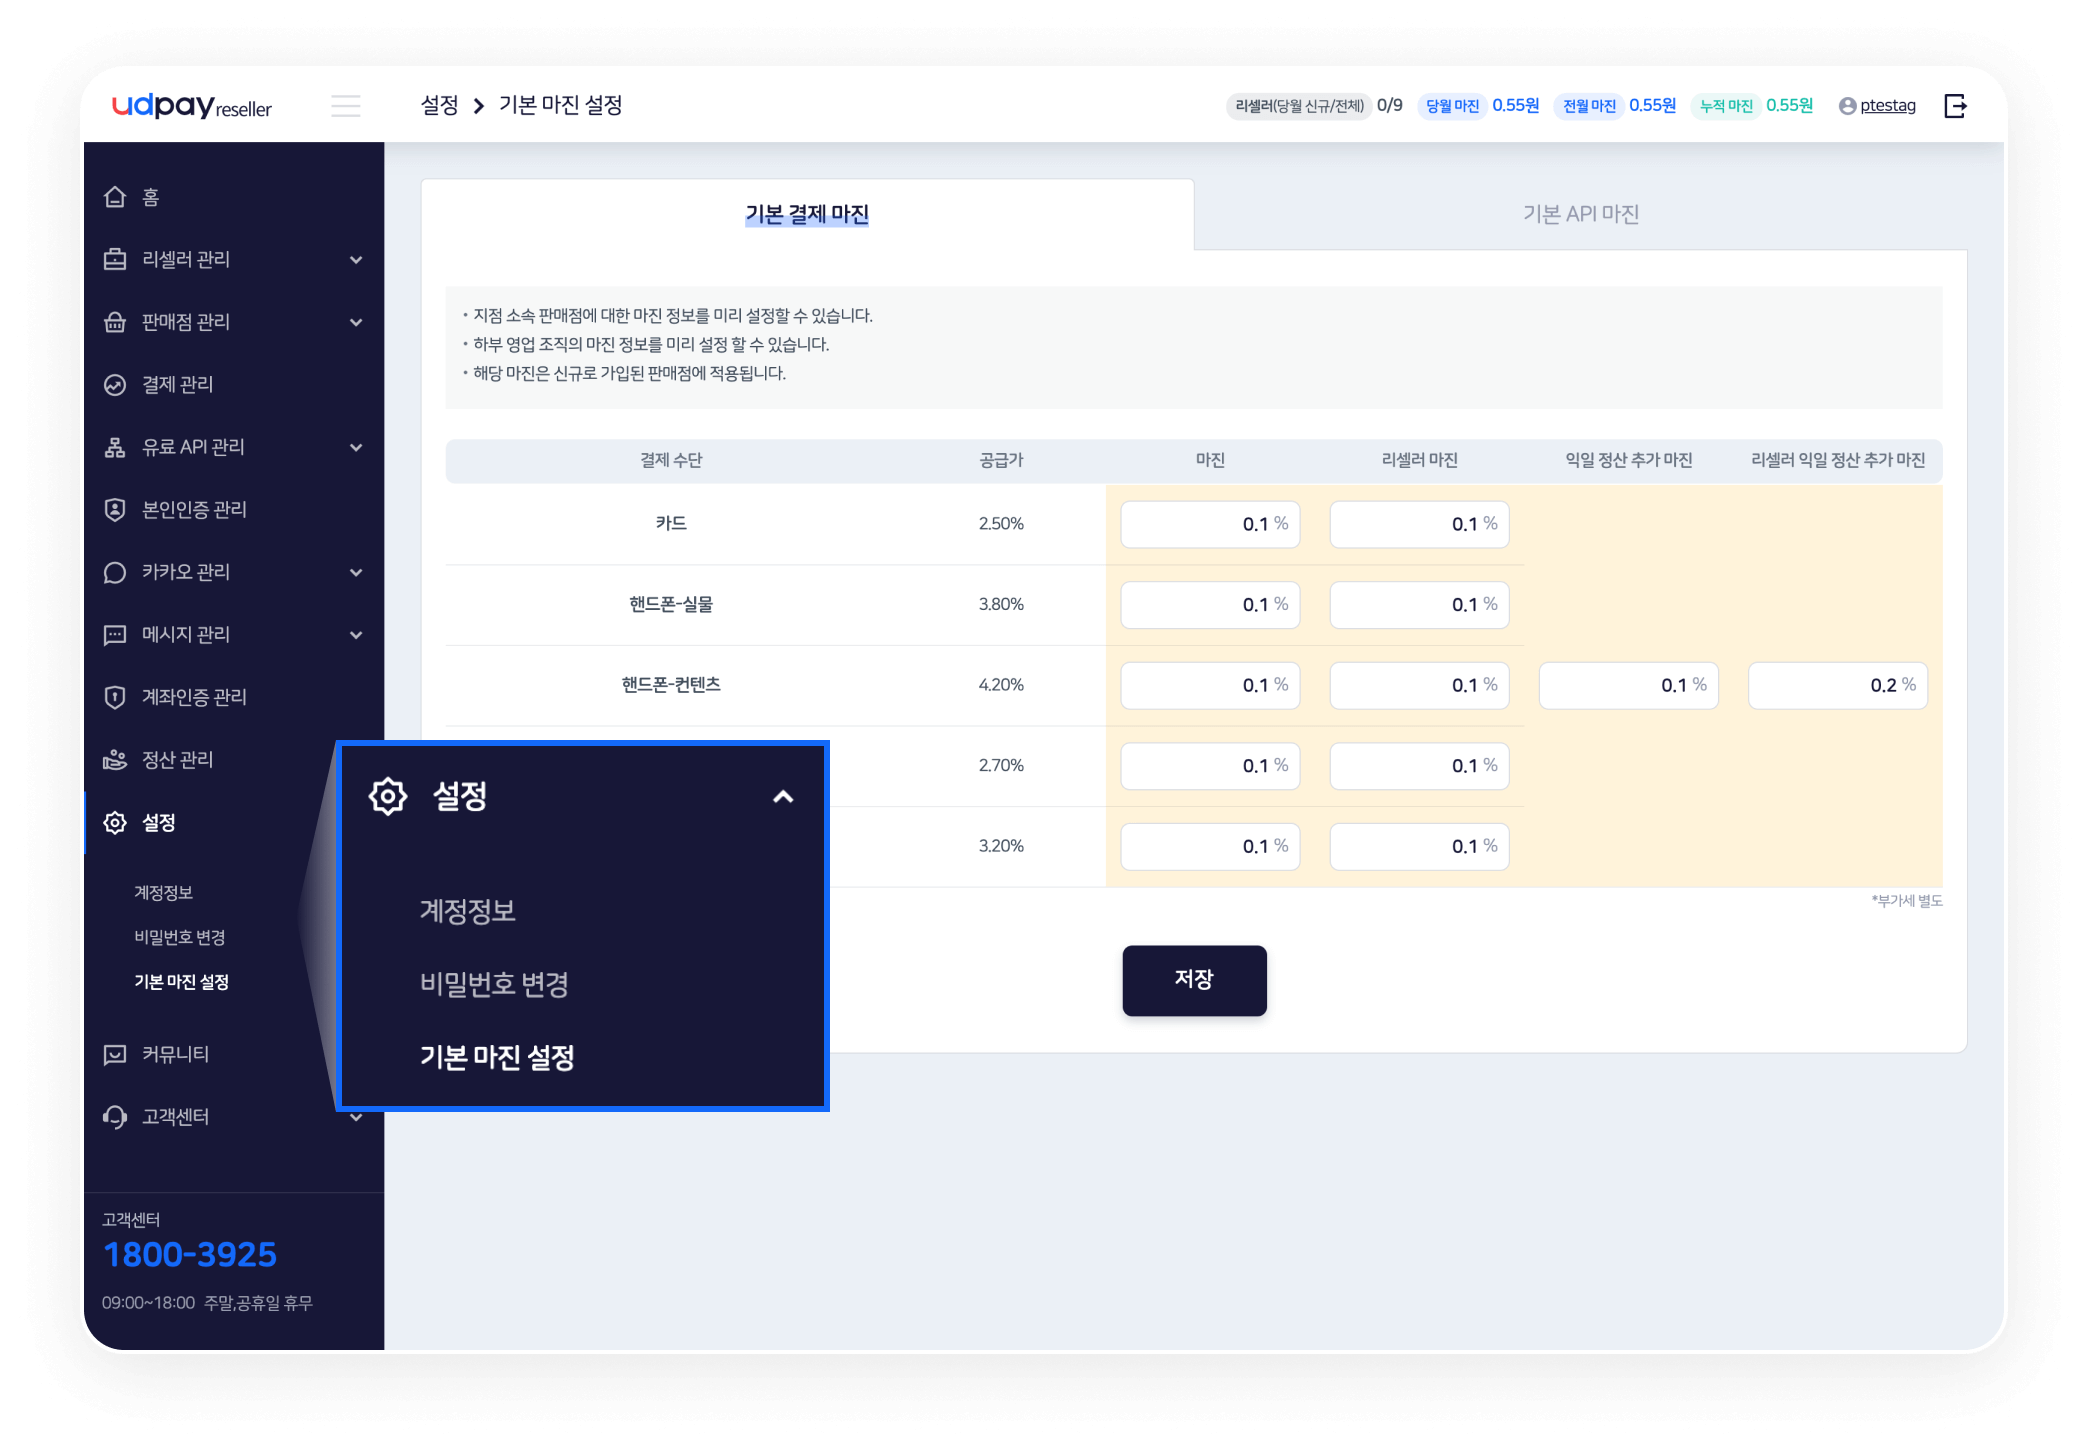 udpay reseller
설정 > 기본 마진 설정
리셀러(당월 신규/전체) 0/9 당월 마진 0.55원 전월 마진 0.55원 누적 마진 0.55원 ptestag
홈
리셀러 관리
판매점 관리
결제 관리
유료 API 관리
본인인증 관리
카카오 관리
메시지 관리
계좌인증 관리
정산 관리
설정
계정정보
비밀번호 변경
기본 마진 설정
커뮤니티
고객센터
고객센터
1800-3925
09:00~18:00 주말,공휴일 휴무
설정
계정정보
비밀번호 변경
기본 마진 설정
기본 결제 마진 기본 API 마진
• 지점 소속 판매점에 대한 마진 정보를 미리 설정할 수 있습니다.
• 하부 영업 조직의 마진 정보를 미리 설정 할 수 있습니다.
• 해당 마진은 신규로 가입된 판매점에 적용됩니다.
결제 수단 공급가 마진 리셀러 마진 익일 정산 추가 마진 리셀러 익일 정산 추가 마진
카드 2.50% 0.1 % 0.1 %
핸드폰-실물 3.80% 0.1 % 0.1 %
핸드폰-컨텐츠 4.20% 0.1 % 0.1 % 0.1 % 0.2 %
2.70% 0.1 % 0.1 %
3.20% 0.1 % 0.1 %
*부가세 별도
저장